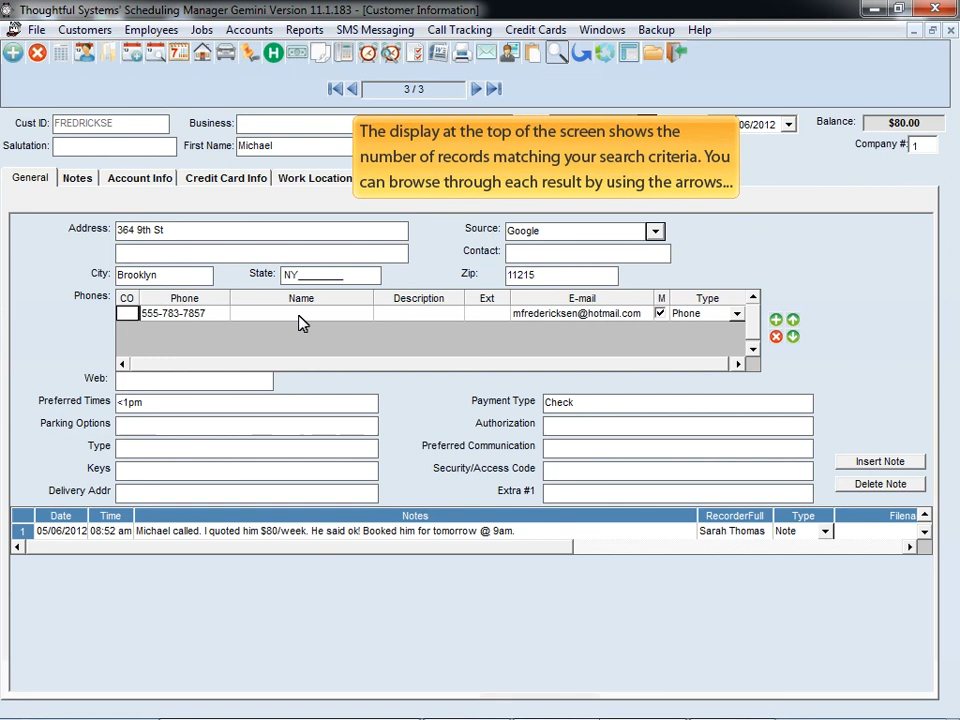 Thoughtful Systems' Scheduling Manager Gemini Version 11.1.183 - [Customer Information]
File Customers Employees Jobs Accounts Reports SMS Messaging Call Tracking Credit Cards Windows Backup Help
3 / 3
Cust ID: FREDRICKSE Business: 06/2012 Balance: $80.00
Salutation: First Name: Michael Company #: 1
The display at the top of the screen shows the
number of records matching your search criteria. You
can browse through each result by using the arrows...
General Notes Account Info Credit Card Info Work Location
Address: 364 9th St Source: Google
Contact:
City: Brooklyn State: NY Zip: 11215
Phones: CO Phone Name Description Ext E-mail M Type
555-783-7857 mfredericksen@hotmail.com Phone
Web:
Preferred Times <1pm Payment Type Check
Parking Options Authorization
Type Preferred Communication
Keys Security/Access Code
Delivery Addr Extra #1
Insert Note
Delete Note
Date Time Notes RecorderFull Type Filena
1 05/06/2012 08:52 am Michael called. I quoted him $80/week. He said ok! Booked him for tomorrow @ 9am. Sarah Thomas Note